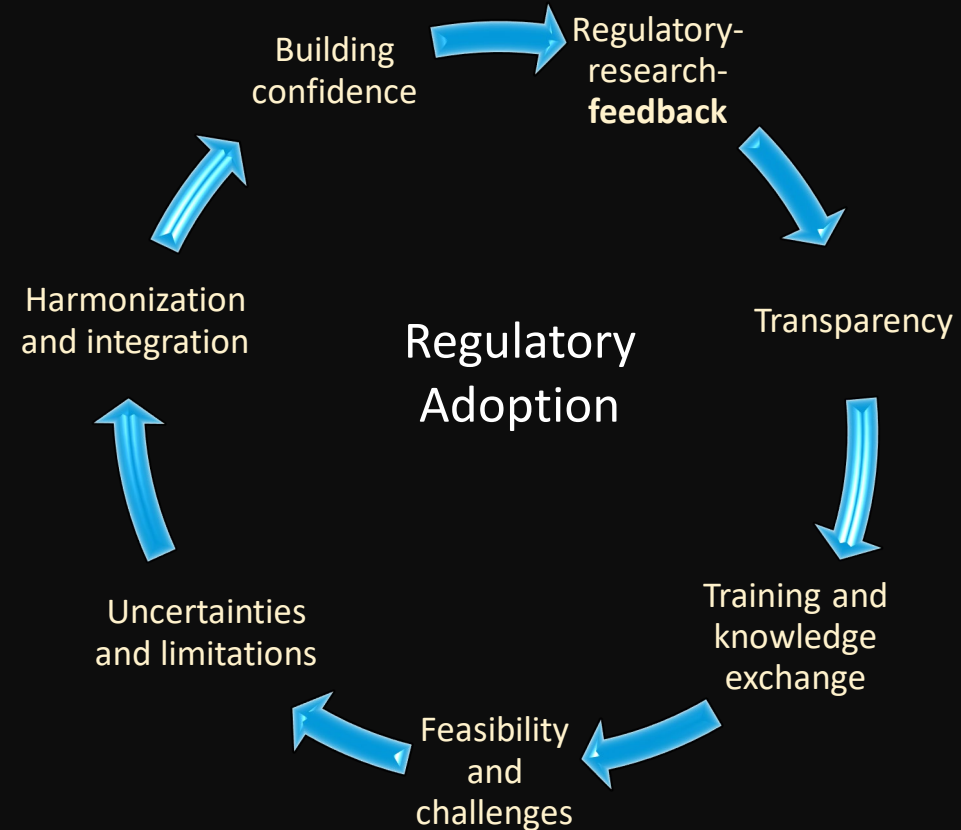 Building
confidence
Regulatory-
research-
feedback
Transparency
Training and
knowledge
exchange
Feasibility
and
challenges
Uncertainties
and limitations
Harmonization
and integration
Regulatory
Adoption